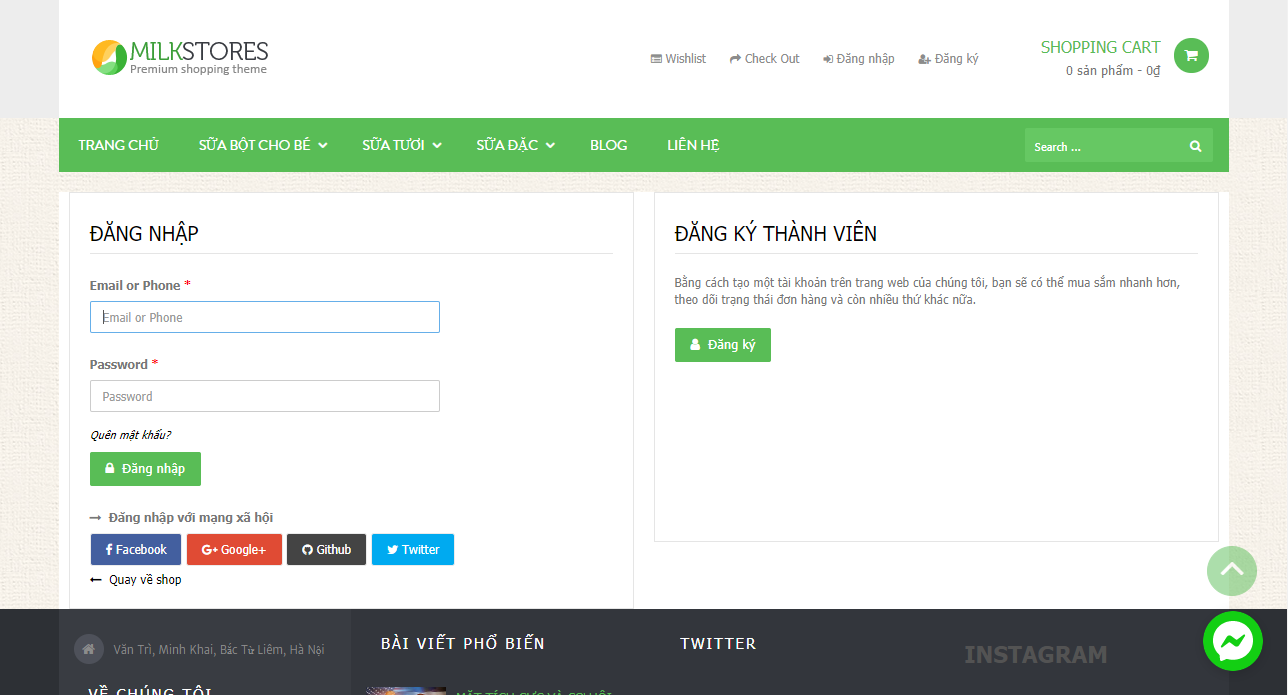 MILKSTORES
Premium shopping theme
Wishlist
Check Out
Đăng nhập
Đăng ký
SHOPPING CART
0 sản phẩm - 0₫
TRANG CHỦ
SỮA BỘT CHO BÉ
SỮA TƯƠI
SỮA ĐẶC
BLOG
LIÊN HỆ
Search ...
ĐĂNG NHẬP
Email or Phone *
Email or Phone
Password *
Password
Quên mật khẩu?
Đăng nhập
Đăng nhập với mạng xã hội
Facebook
Google+
Github
Twitter
Quay về shop
ĐĂNG KÝ THÀNH VIÊN
Bằng cách tạo một tài khoản trên trang web của chúng tôi, bạn sẽ có thể mua sắm nhanh hơn,
theo dõi trạng thái đơn hàng và còn nhiều thứ khác nữa.
Đăng ký
Văn Trì, Minh Khai, Bắc Từ Liêm, Hà Nội
VỀ CHÚNG TÔI
BÀI VIẾT PHỔ BIẾN
TWITTER
INSTAGRAM